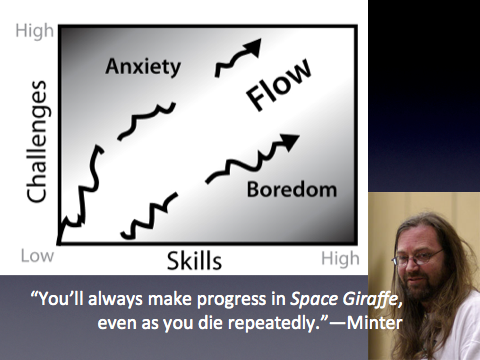 High
Anxiety
Flow
Challenges
Boredom
Low
Skills
High
“You’ll always make progress in Space Giraffe,
even as you die repeatedly.”—Minter